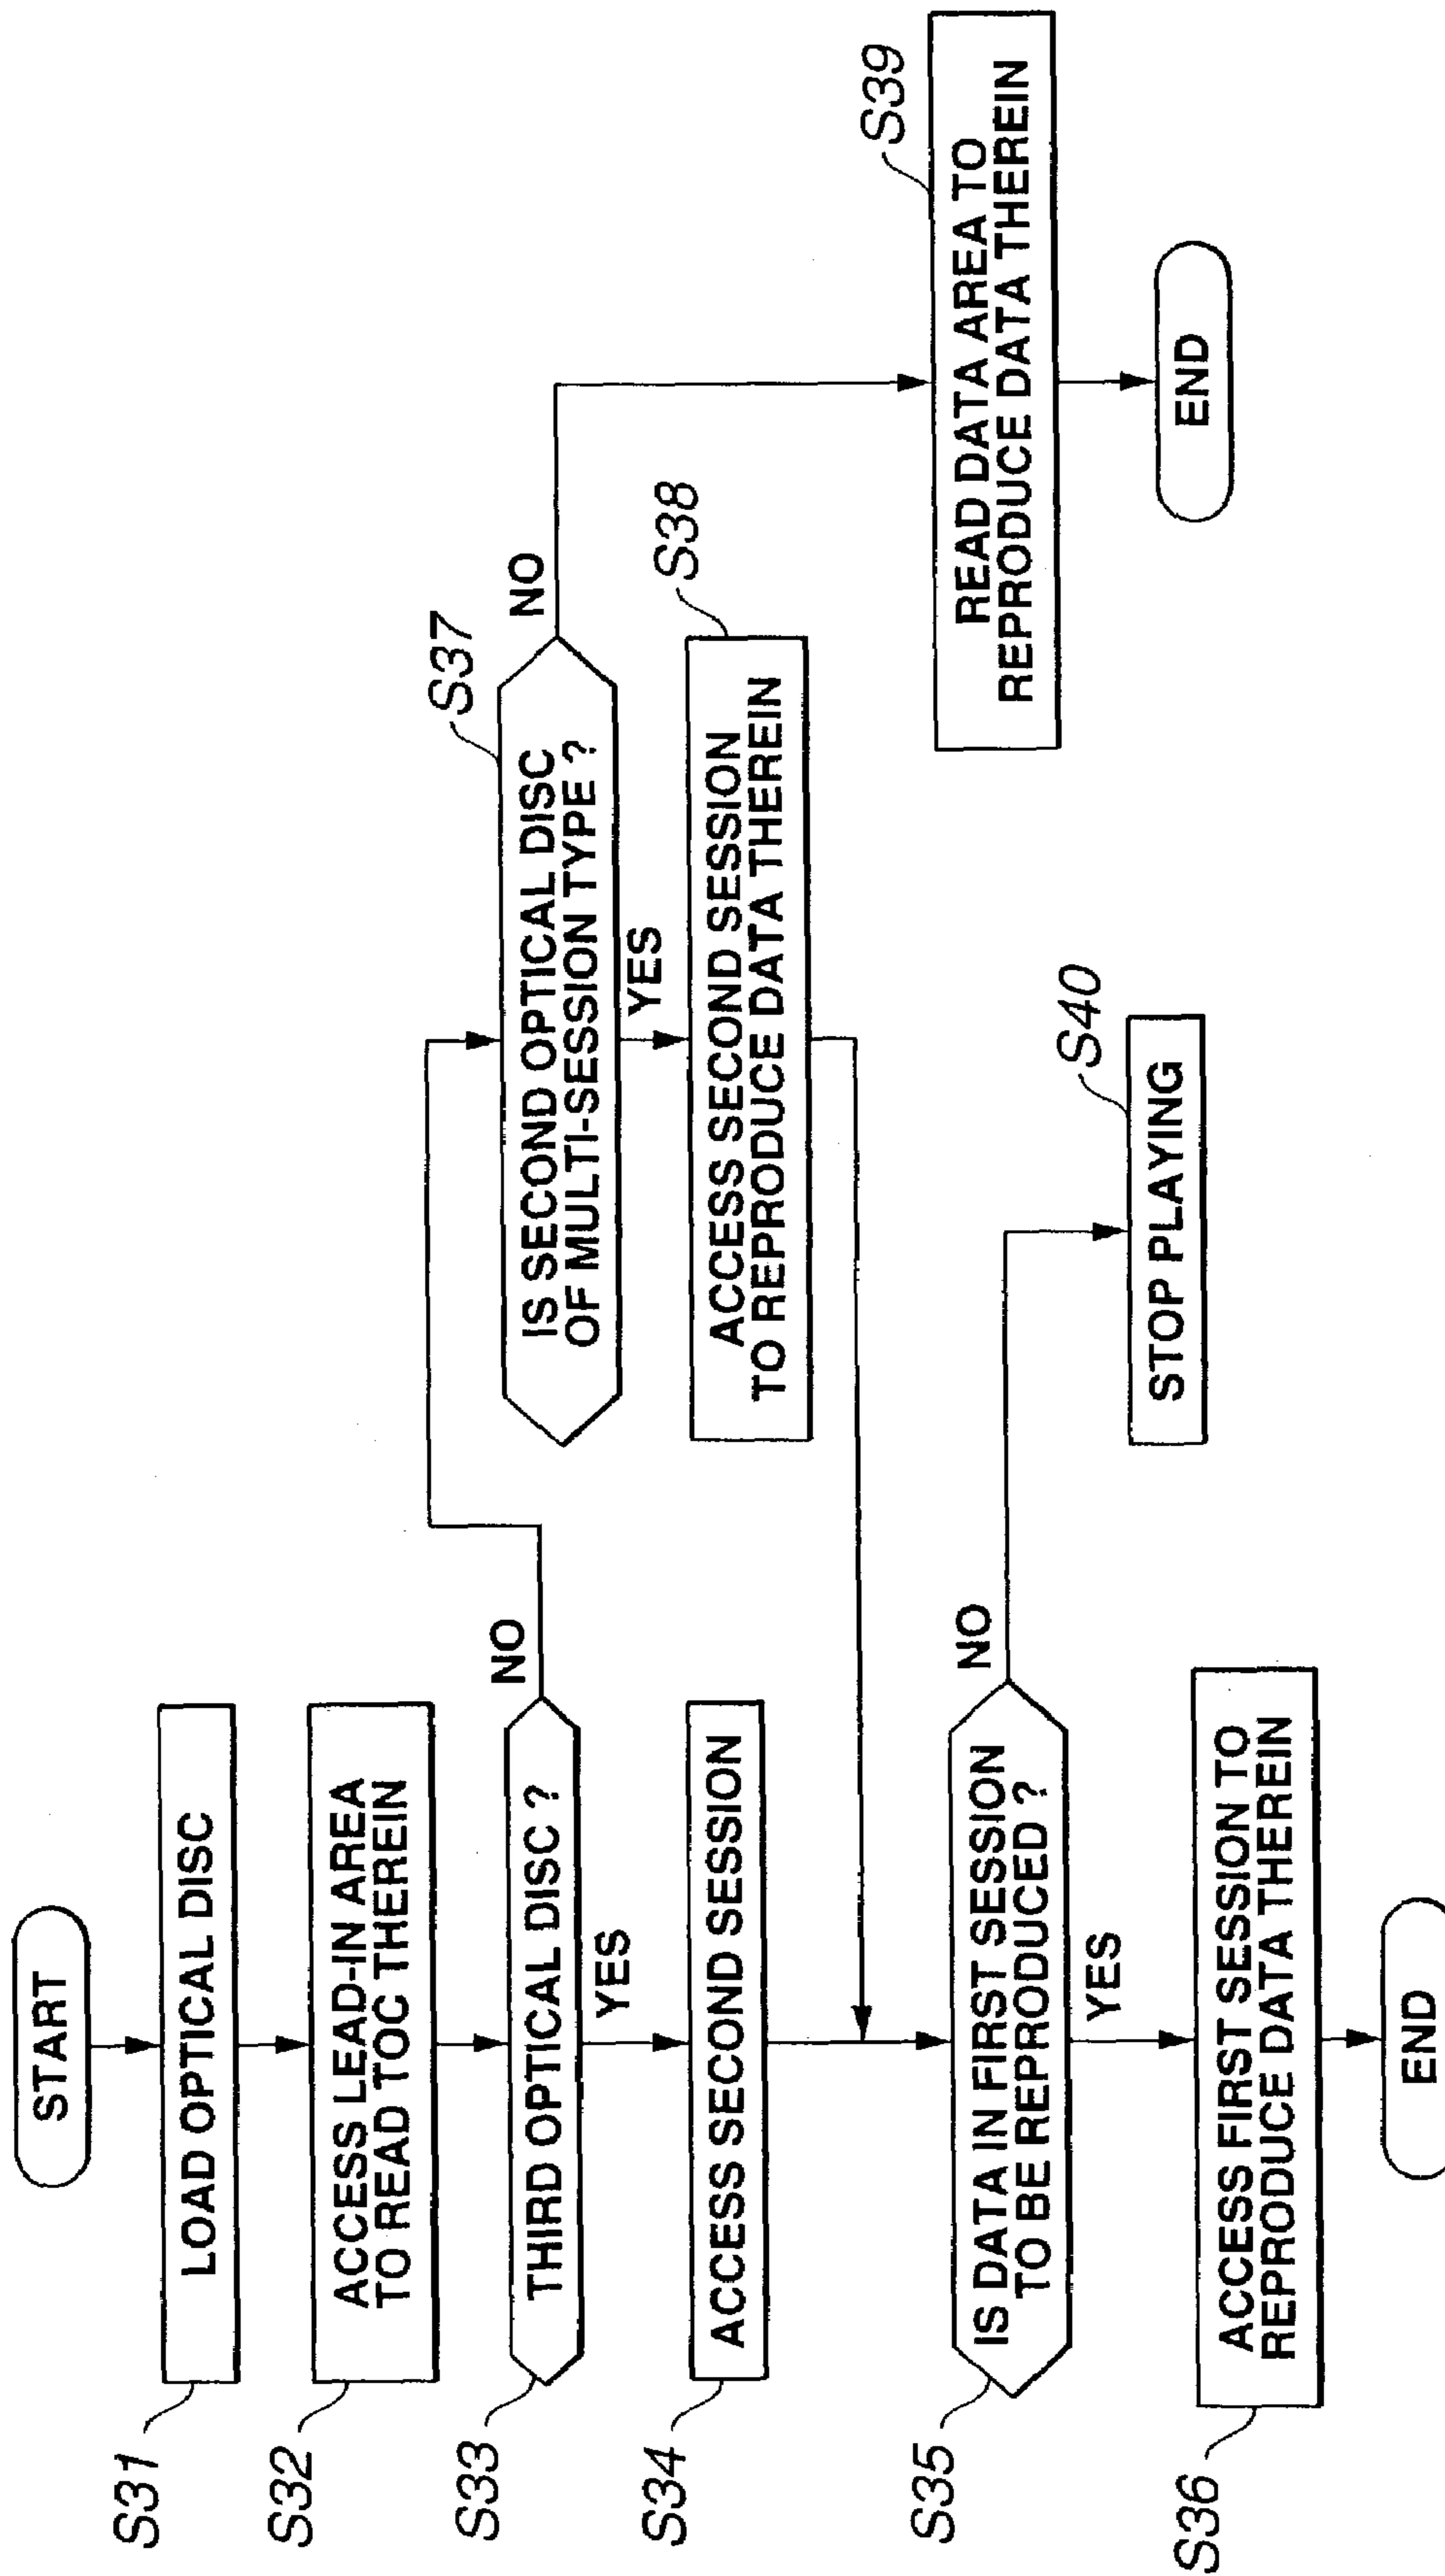 START
S31
LOAD OPTICAL DISC
S32
ACCESS LEAD-IN AREA
TO READ TOC THEREIN
S33
THIRD OPTICAL DISC ?
NO
YES
S34
ACCESS SECOND SESSION
S37
IS SECOND OPTICAL DISC
OF MULTI-SESSION TYPE ?
NO
YES
S38
ACCESS SECOND SESSION
TO REPRODUCE DATA THEREIN
S35
IS DATA IN FIRST SESSION
TO BE REPRODUCED ?
NO
YES
S36
ACCESS FIRST SESSION TO
REPRODUCE DATA THEREIN
END
S40
STOP PLAYING
S39
READ DATA AREA TO
REPRODUCE DATA THEREIN
END